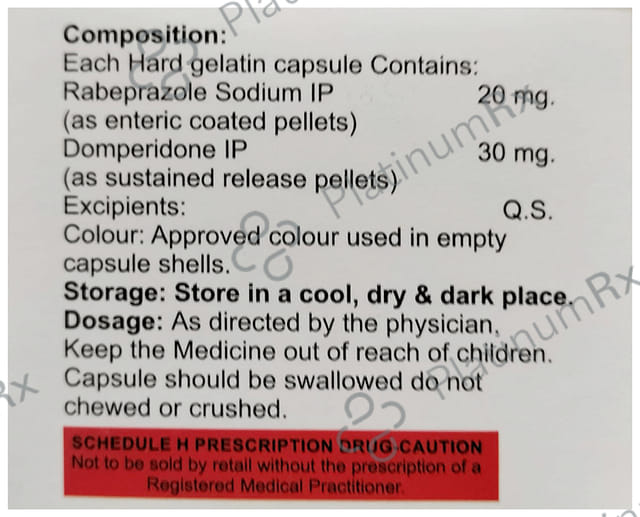 Composition:
Each Hard gelatin capsule Contains:
Rabeprazole Sodium IP 20 mg.
(as enteric coated pellets)
Domperidone IP 30 mg.
(as sustained release pellets)
Excipients: Q.S.
Colour: Approved colour used in empty
capsule shells.
Storage: Store in a cool, dry & dark place.
Dosage: As directed by the physician.
Keep the Medicine out of reach of children.
Capsule should be swallowed do not
chewed or crushed.
SCHEDULE H PRESCRIPTION DRUG CAUTION
Not to be sold by retail without the prescription of a
Registered Medical Practitioner.
PlatinumRx
PlatinumRx